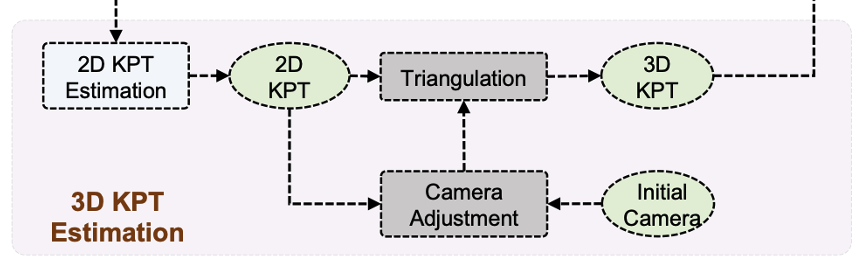 2D KPT
Estimation
2D
KPT
Triangulation
3D
KPT
Camera
Adjustment
Initial
Camera
3D KPT
Estimation